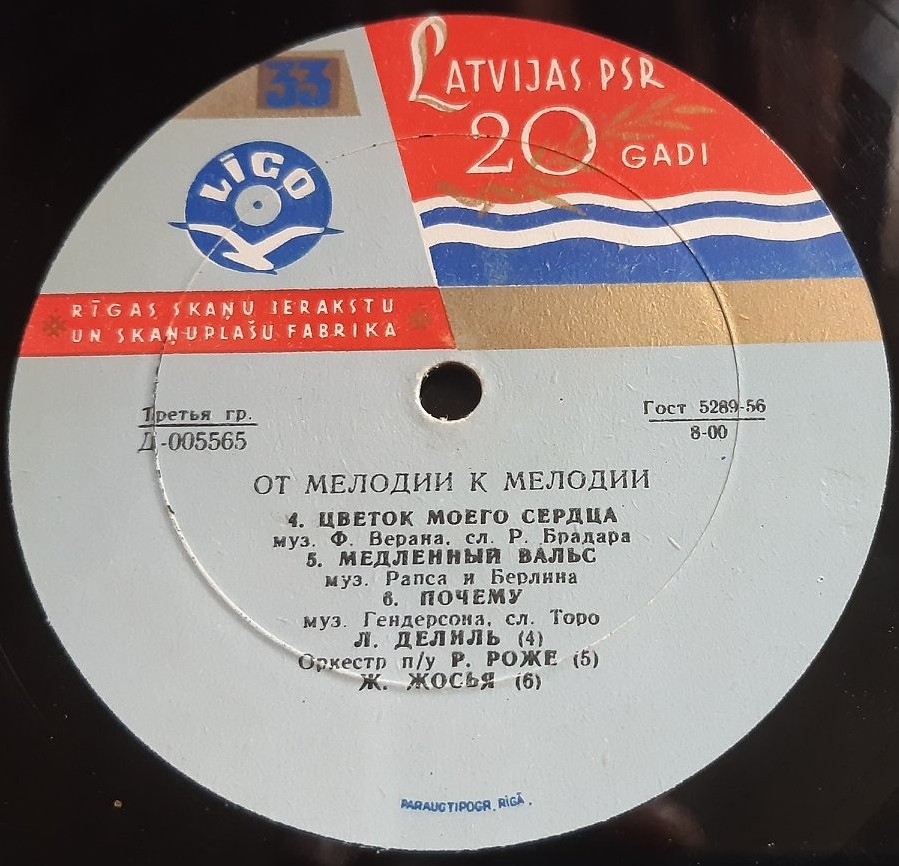 33
LATVIJAS PSR
20 GADI
LĪGO
RĪGAS SKAŅU IERAKSTU
UN SKAŅUPLAŠU FABRIKA
Третья гр.
Д-005565
Гост 5289-56
8-00
ОТ МЕЛОДИИ К МЕЛОДИИ
4. ЦВЕТОК МОЕГО СЕРДЦА
муз. Ф. Верана, сл. Р. Брадара
5. МЕДЛЕННЫЙ ВАЛЬС
муз. Рапса и Берлина
6. ПОЧЕМУ
муз. Гендерсона, сл. Торо
Л. ДЕЛИЛЬ (4)
Оркестр п/у Р. РОЖЕ (5)
Ж. ЖОСЬЯ (6)
PARAUGTIPOGR. RĪGĀ.